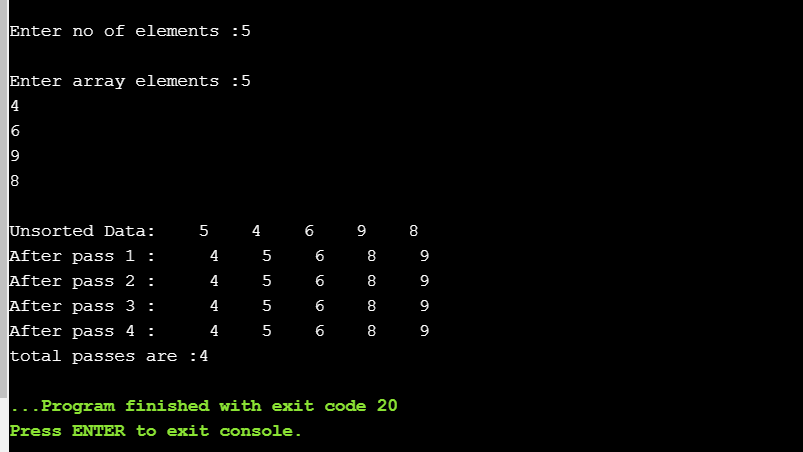 Enter no of elements :5
Enter array elements :5
4
6
9
8
Unsorted Data: 5 4 6 9 8
After pass 1 : 4 5 6 8 9
After pass 2 : 4 5 6 8 9
After pass 3 : 4 5 6 8 9
After pass 4 : 4 5 6 8 9
total passes are :4
...Program finished with exit code 20
Press ENTER to exit console.